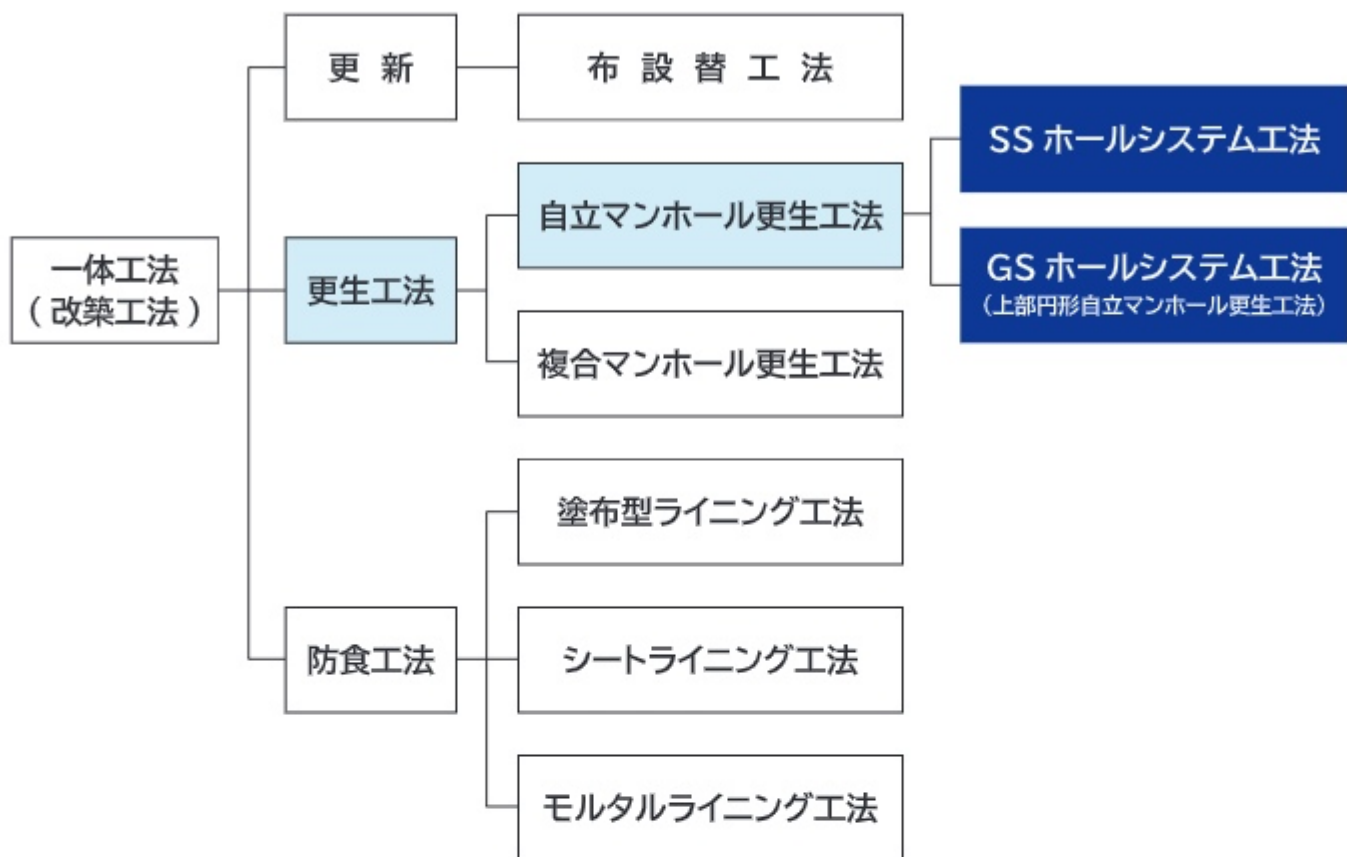 更新
布設替工法
SSホールシステム工法
自立マンホール更生工法
一体工法
(改築工法)
更生工法
GSホールシステム工法
(上部円形自立マンホール更生工法)
複合マンホール更生工法
塗布型ライニング工法
防食工法
シートライニング工法
モルタルライニング工法